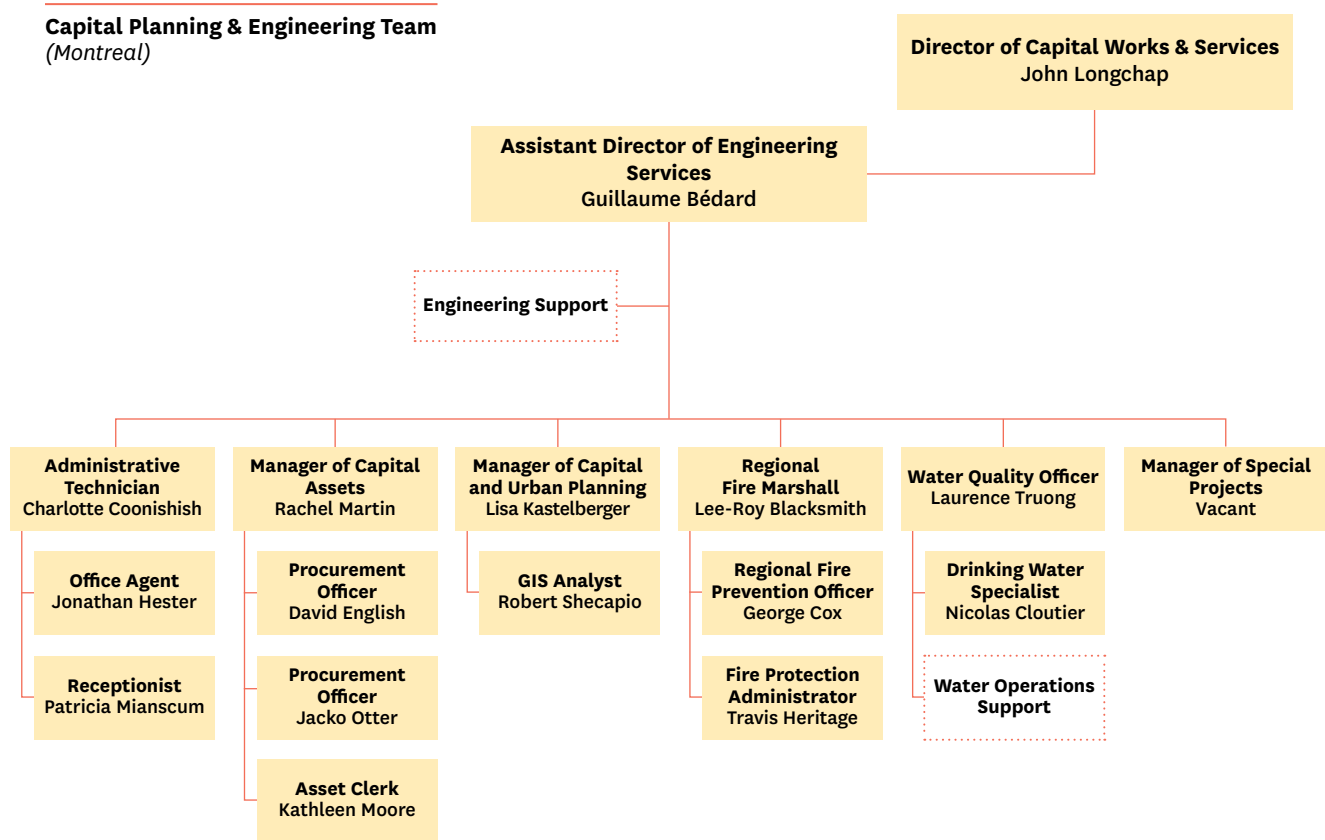 Capital Planning & Engineering Team
(Montreal)
Director of Capital Works & Services
John Longchap
Assistant Director of Engineering
Services
Guillaume Bédard
Engineering Support
Administrative
Technician
Charlotte Coonishish
Office Agent
Jonathan Hester
Receptionist
Patricia Mianscum
Manager of Capital
Assets
Rachel Martin
Procurement
Officer
David English
Procurement
Officer
Jacko Otter
Asset Clerk
Kathleen Moore
Manager of Capital
and Urban Planning
Lisa Kastelberger
GIS Analyst
Robert Shecapio
Regional
Fire Marshall
Lee-Roy Blacksmith
Regional Fire
Prevention Officer
George Cox
Fire Protection
Administrator
Travis Heritage
Water Quality Officer
Laurence Truong
Drinking Water
Specialist
Nicolas Cloutier
Water Operations
Support
Manager of Special
Projects
Vacant